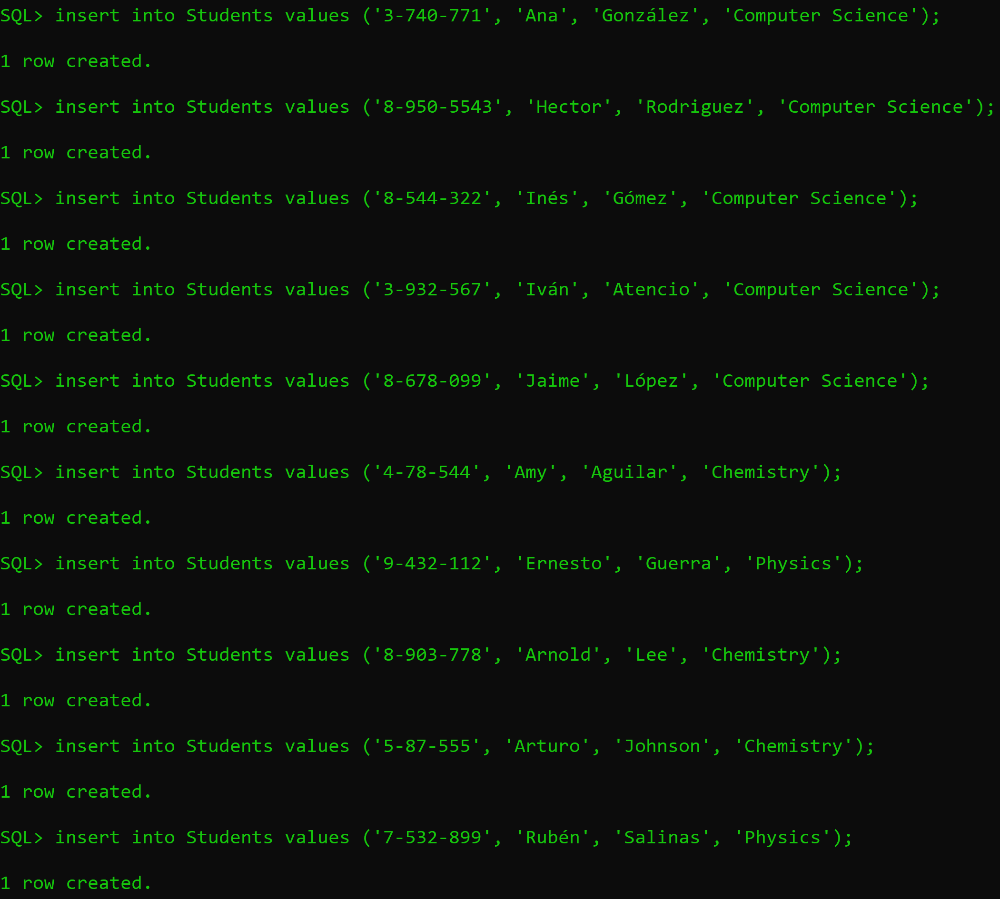 SQL> insert into Students values ('3-740-771', 'Ana', 'González', 'Computer Science');
1 row created.
SQL> insert into Students values ('8-950-5543', 'Hector', 'Rodriguez', 'Computer Science');
1 row created.
SQL> insert into Students values ('8-544-322', 'Inés', 'Gómez', 'Computer Science');
1 row created.
SQL> insert into Students values ('3-932-567', 'Iván', 'Atencio', 'Computer Science');
1 row created.
SQL> insert into Students values ('8-678-099', 'Jaime', 'López', 'Computer Science');
1 row created.
SQL> insert into Students values ('4-78-544', 'Amy', 'Aguilar', 'Chemistry');
1 row created.
SQL> insert into Students values ('9-432-112', 'Ernesto', 'Guerra', 'Physics');
1 row created.
SQL> insert into Students values ('8-903-778', 'Arnold', 'Lee', 'Chemistry');
1 row created.
SQL> insert into Students values ('5-87-555', 'Arturo', 'Johnson', 'Chemistry');
1 row created.
SQL> insert into Students values ('7-532-899', 'Rubén', 'Salinas', 'Physics');
1 row created.